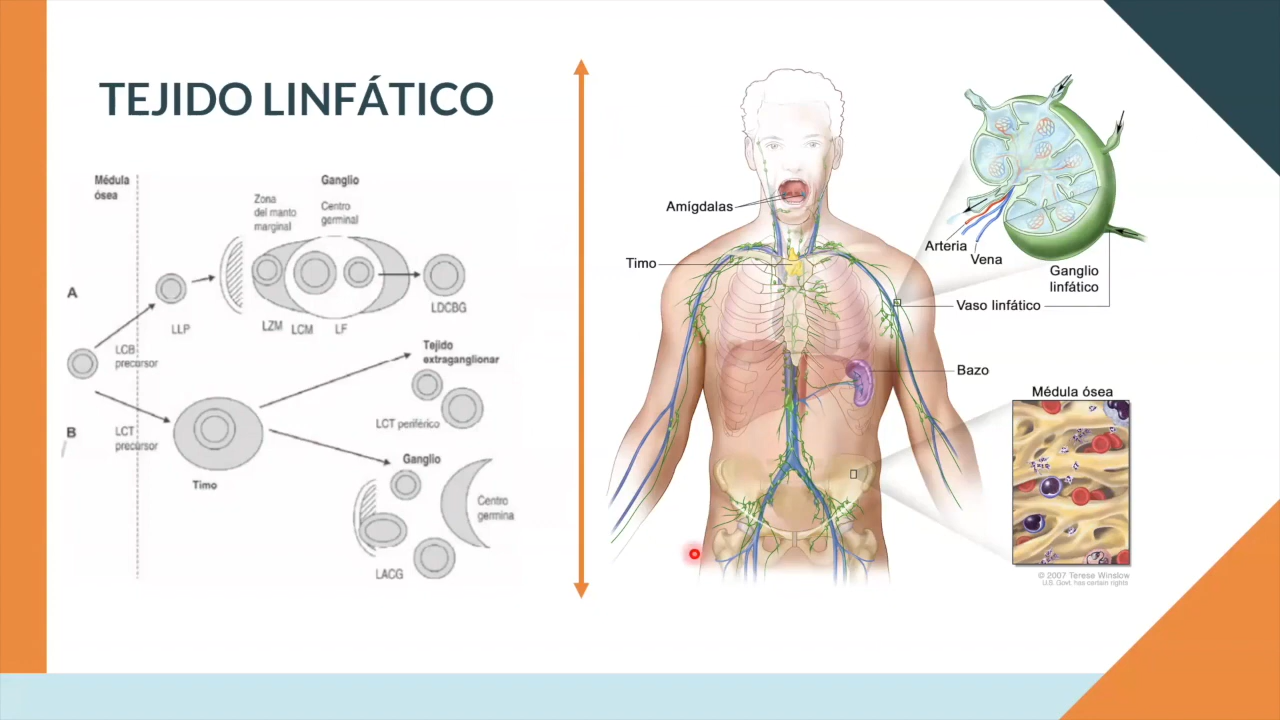 TEJIDO LINFÁTICO
Médula
ósea
Ganglio
Zona
del manto
marginal
Centro
germinal
A
LLP
LZM
LCM
LF
LDCBG
LCB
precursor
Tejido
extraganglionar
LCT periférico
B
LCT
precursor
Timo
Ganglio
Centro
germina
LACG
Amígdalas
Timo
Arteria
Vena
Ganglio
linfático
Vaso linfático
Bazo
Médula ósea
© 2007 Terese Winslow
U.S. Govt. has certain rights